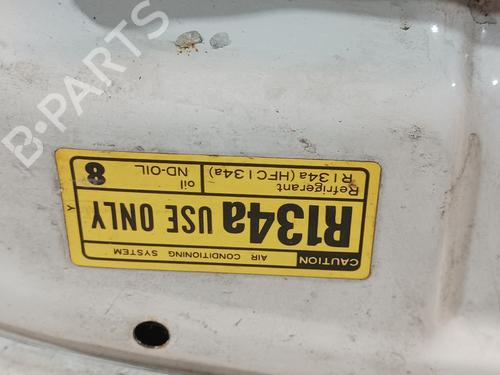 CAUTION AIR CONDITIONING SYSTEM
R134a USE ONLY
Refrigerant
R134a (HFC134a)
oil
ND-OIL 8
B-PARTS